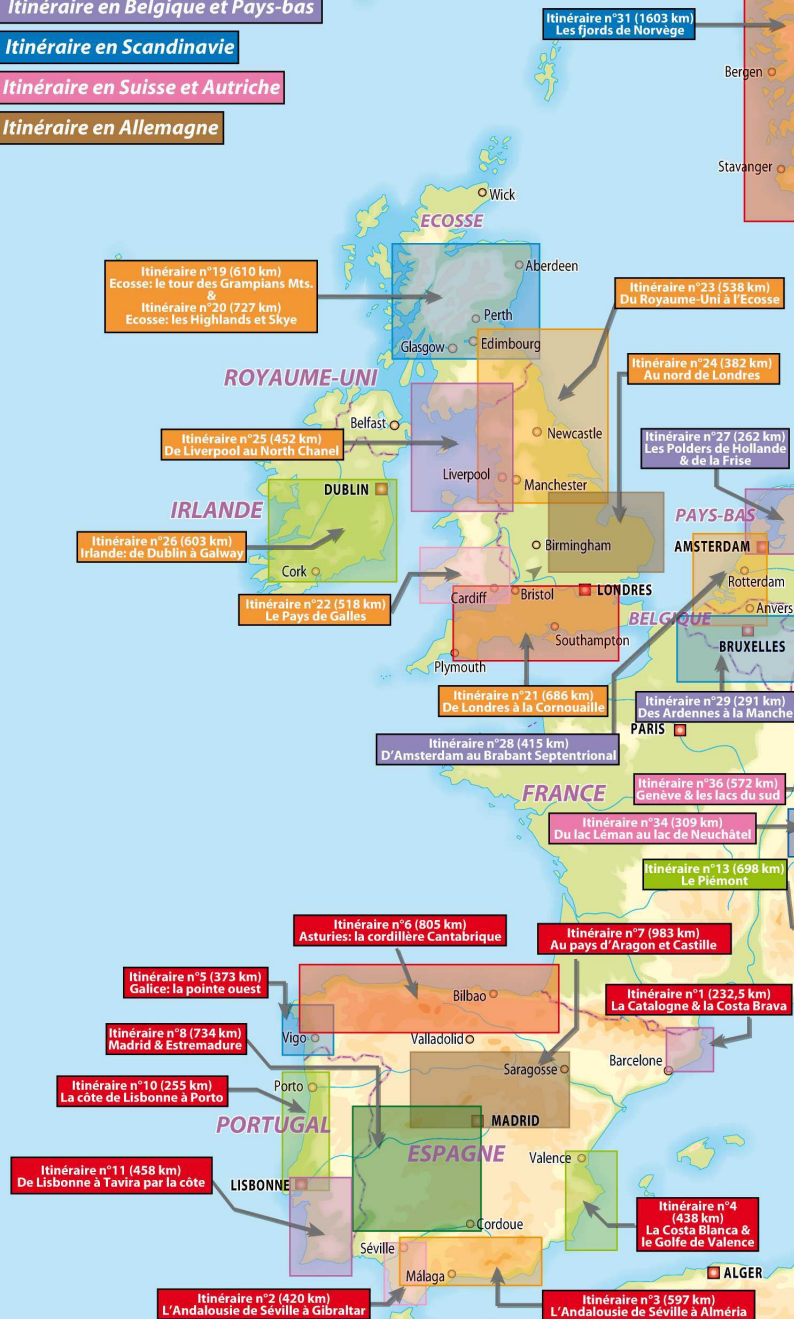 Itinéraire en Belgique et Pays-bas
Itinéraire en Scandinavie
Itinéraire en Suisse et Autriche
Itinéraire en Allemagne
Itinéraire n°31 (1603 km)
Les fjords de Norvège
Bergen
Stavanger
Wick
ECOSSE
Itinéraire n°19 (610 km)
Ecosse: le tour des Grampians Mts.
&
Itinéraire n°20 (727 km)
Ecosse: les Highlands et Skye
Aberdeen
Perth
Glasgow
Edimbourg
Itinéraire n°23 (538 km)
Du Royaume-Uni à l'Ecosse
Itinéraire n°24 (382 km)
Au nord de Londres
ROYAUME-UNI
Belfast
Newcastle
Itinéraire n°25 (452 km)
De Liverpool au North Chanel
Itinéraire n°27 (262 km)
Les Polders de Hollande
& de la Frise
Liverpool
Manchester
DUBLIN
IRLANDE
PAYS-BAS
Itinéraire n°26 (603 km)
Irlande: de Dublin à Galway
Birmingham
AMSTERDAM
Cork
Rotterdam
Itinéraire n°22 (518 km)
Le Pays de Galles
Cardiff
Bristol
LONDRES
Anvers
BELGIQUE
Southampton
BRUXELLES
Plymouth
Itinéraire n°21 (686 km)
De Londres à la Cornouaille
Itinéraire n°29 (291 km)
Des Ardennes à la Manche
PARIS
Itinéraire n°28 (415 km)
D'Amsterdam au Brabant Septentrional
FRANCE
Itinéraire n°36 (572 km)
Genève & les lacs du sud
Itinéraire n°34 (309 km)
Du lac Léman au lac de Neuchâtel
Itinéraire n°13 (698 km)
Le Piémont
Itinéraire n°6 (805 km)
Asturies: la cordillère Cantabrique
Itinéraire n°7 (983 km)
Au pays d'Aragon et Castille
Itinéraire n°5 (373 km)
Galice: la pointe ouest
Bilbao
Itinéraire n°1 (232,5 km)
La Catalogne & la Costa Brava
Itinéraire n°8 (734 km)
Madrid & Estremadure
Vigo
Valladolid
Saragosse
Barcelone
Itinéraire n°10 (255 km)
La côte de Lisbonne à Porto
Porto
PORTUGAL
MADRID
ESPAGNE
Valence
Itinéraire n°11 (458 km)
De Lisbonne à Tavira par la côte
LISBONNE
Itinéraire n°4
(438 km)
La Costa Blanca &
le Golfe de Valence
Cordoue
Séville
Málaga
ALGER
Itinéraire n°2 (420 km)
L'Andalousie de Séville à Gibraltar
Itinéraire n°3 (597 km)
L'Andalousie de Séville à Alméria